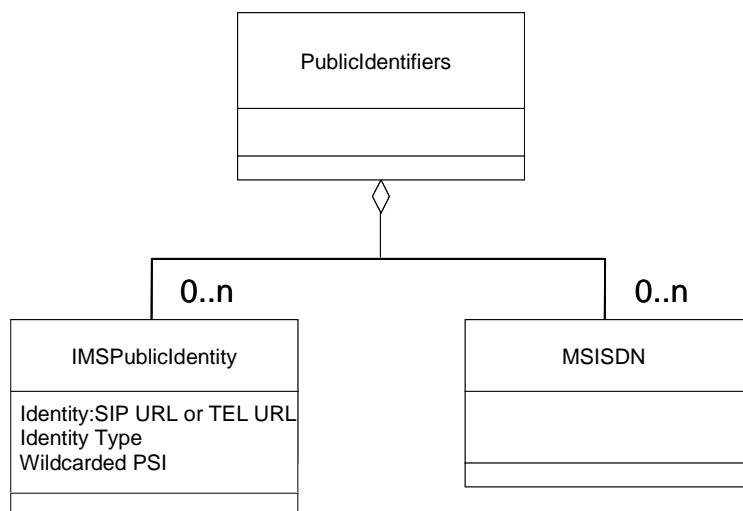 PublicIdentifiers
0..n
0..n
IMSPublicIdentity
MSISDN
Identity:SIP URL or TEL URL
Identity Type
Wildcarded PSI